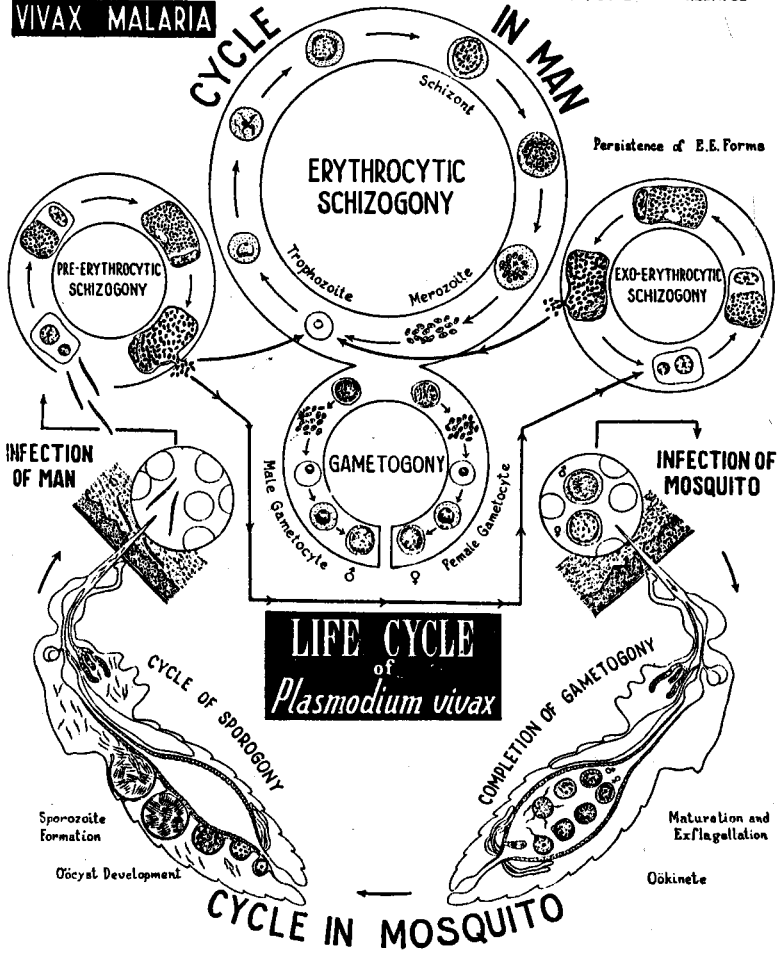 VIVAX MALARIA
CYCLE IN MAN
Schizont
Persistence of E.E. Forms
ERYTHROCYTIC
SCHIZOGONY
PRE-ERYTHROCYTIC
SCHIZOGONY
Trophozoite
Merozoite
EXO-ERYTHROCYTIC
SCHIZOGONY
INFECTION
OF MAN
GAMETOGONY
Male Gametocyte
Female Gametocyte
♂
♀
INFECTION OF
MOSQUITO
♂
♀
LIFE CYCLE
of
Plasmodium vivax
CYCLE OF SPOROGONY
COMPLETION OF GAMETOGONY
♂
♀
Sporozoite
Formation
Oöcyst Development
Maturation and
Exflagellation
Oökinete
CYCLE IN MOSQUITO